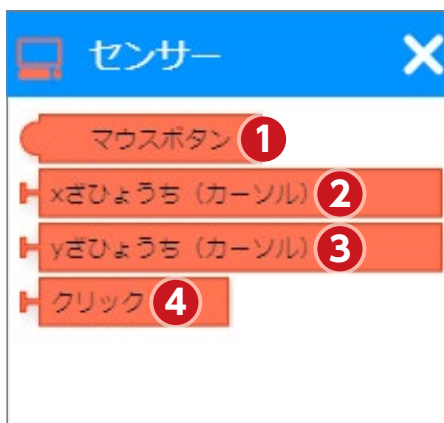 センサー
マウスボタン 1
xざひょうち（カーソル） 2
yざひょうち（カーソル） 3
クリック 4